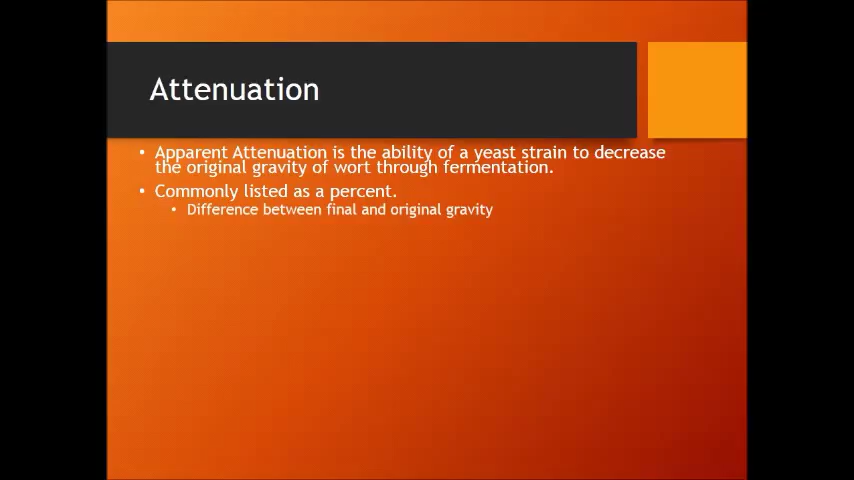 Attenuation
• Apparent Attenuation is the ability of a yeast strain to decrease
the original gravity of wort through fermentation.
• Commonly listed as a percent.
• Difference between final and original gravity